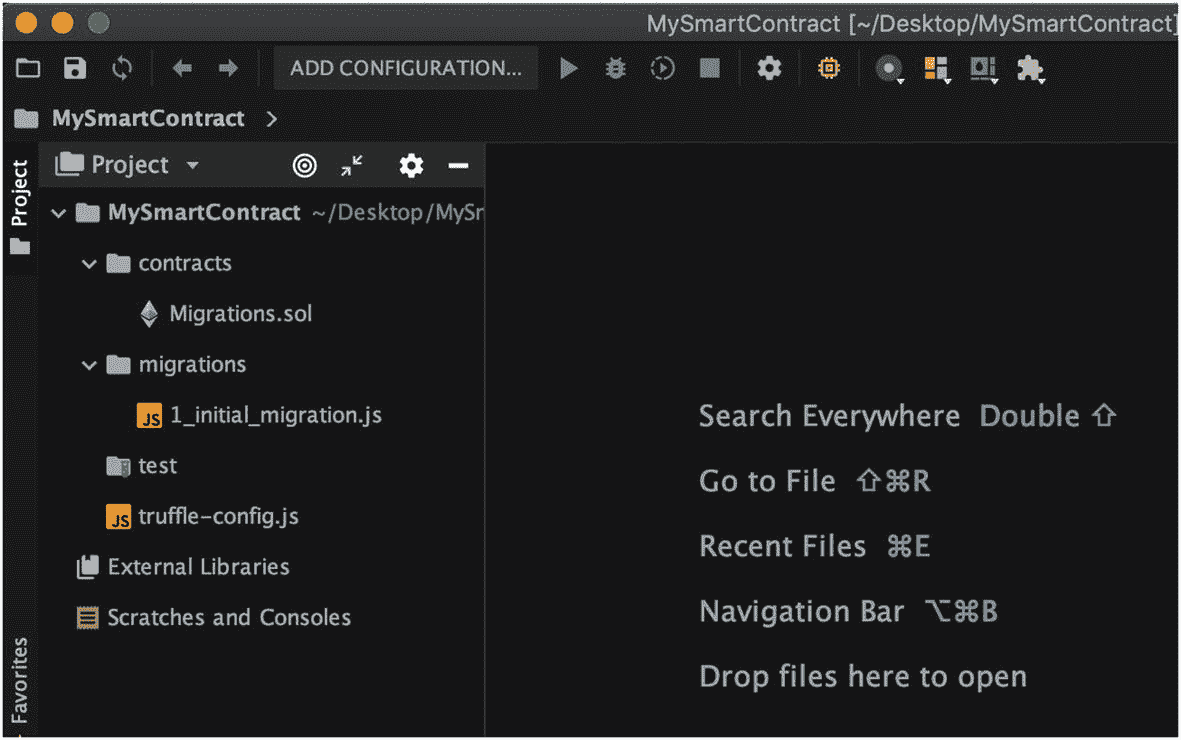 MySmartContract [~/Desktop/MySmartContract]
ADD CONFIGURATION...
MySmartContract
Project
Project
MySmartContract ~/Desktop/MySr
contracts
Migrations.sol
migrations
JS 1_initial_migration.js
test
JS truffle-config.js
External Libraries
Scratches and Consoles
Favorites
Search Everywhere Double ⇧
Go to File ⇧⌘R
Recent Files ⌘E
Navigation Bar ⌥⌘B
Drop files here to open